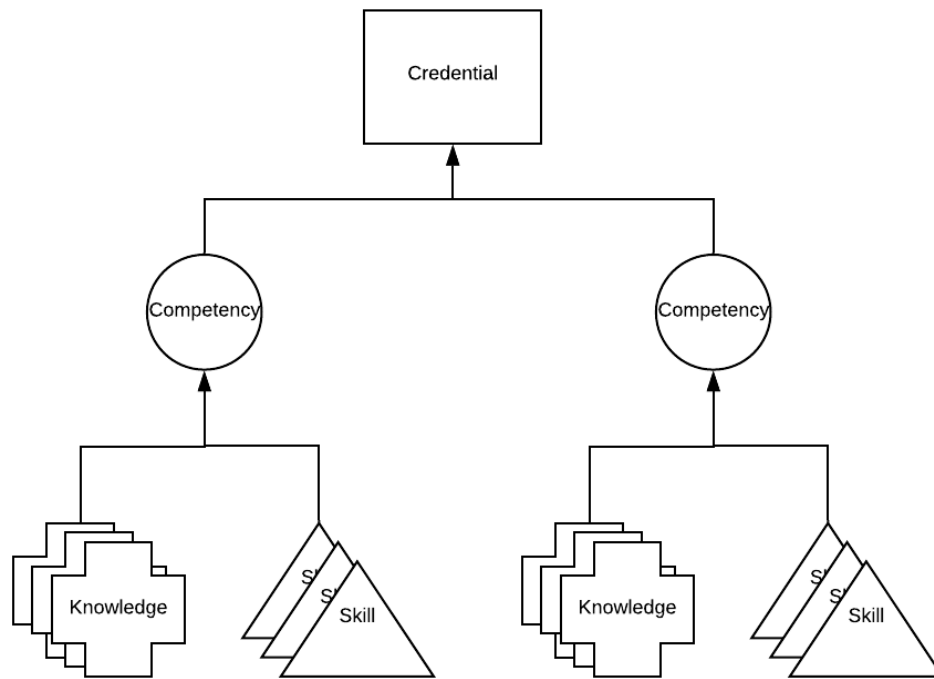 Credential
Competency
Competency
Knowledge
Skill
Knowledge
Skill